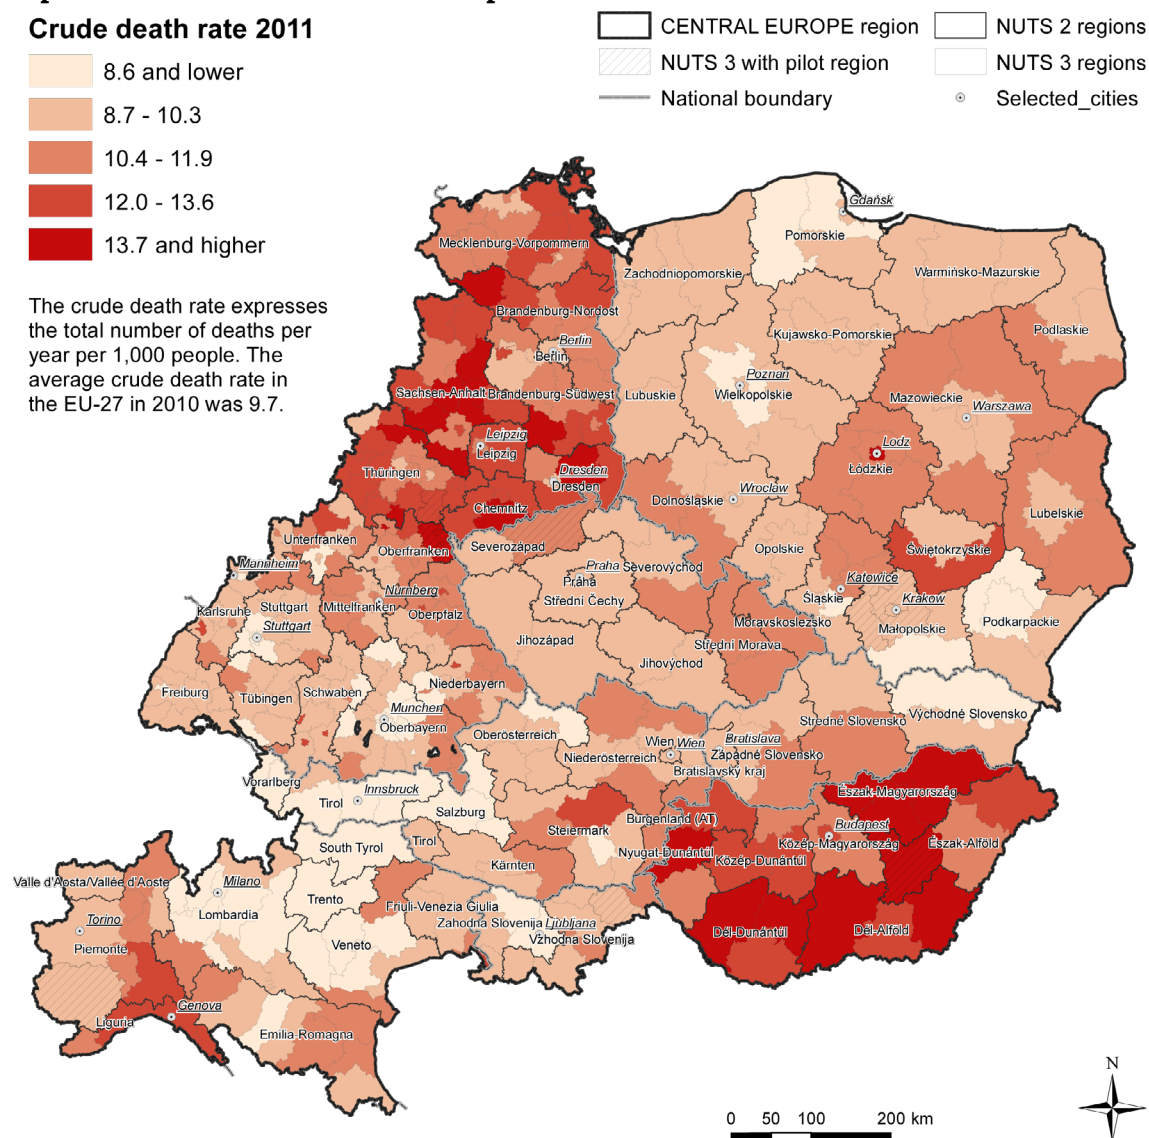 Crude death rate 2011
8.6 and lower
8.7 - 10.3
10.4 - 11.9
12.0 - 13.6
13.7 and higher
The crude death rate expresses
the total number of deaths per
year per 1,000 people. The
average crude death rate in
the EU-27 in 2010 was 9.7.
CENTRAL EUROPE region
NUTS 2 regions
NUTS 3 with pilot region
NUTS 3 regions
National boundary
Selected_cities
Gdańsk
Pomorskie
Mecklenburg-Vorpommern
Zachodniopomorskie
Warmińsko-Mazurskie
Brandenburg-Nordost
Kujawsko-Pomorskie
Podlaskie
Berlin
Berlin
Poznań
Wielkopolskie
Sachsen-Anhalt
Brandenburg-Südwest
Lubuskie
Mazowieckie
Warszawa
Leipzig
Leipzig
Lodz
Łódzkie
Thüringen
Dresden
Dresden
Wrocław
Dolnośląskie
Chemnitz
Lubelskie
Unterfranken
Oberfranken
Severozápad
Opolskie
Świętokrzyskie
Mannheim
Praha
Severovýchod
Praha
Katowice
Nürnberg
Střední Čechy
Śląskie
Krakow
Karlsruhe
Stuttgart
Mittelfranken
Oberpfalz
Stuttgart
Moravskoslezsko
Małopolskie
Podkarpackie
Jihozápad
Střední Morava
Jihovýchod
Freiburg
Tübingen
Schwaben
Niederbayern
Munchen
Oberbayern
Východné Slovensko
Stredné Slovensko
Oberösterreich
Wien
Wien
Bratislava
Niederösterreich
Západné Slovensko
Bratislavský kraj
Vorarlberg
Innsbruck
Tirol
Észak-Magyarország
Salzburg
Burgenland (AT)
Budapest
Steiermark
South Tyrol
Tirol
Közép-Magyarország
Észak-Alföld
Nyugat-Dunántúl
Közép-Dunántúl
Kärnten
Valle d'Aosta/Vallée d'Aoste
Milano
Trento
Lombardia
Friuli-Venezia Giulia
Torino
Zahodna Slovenija
Ljubljana
Piemonte
Veneto
Vzhodna Slovenija
Dél-Dunántúl
Dél-Alföld
Genova
Liguria
Emilia-Romagna
N
0 50 100 200 km